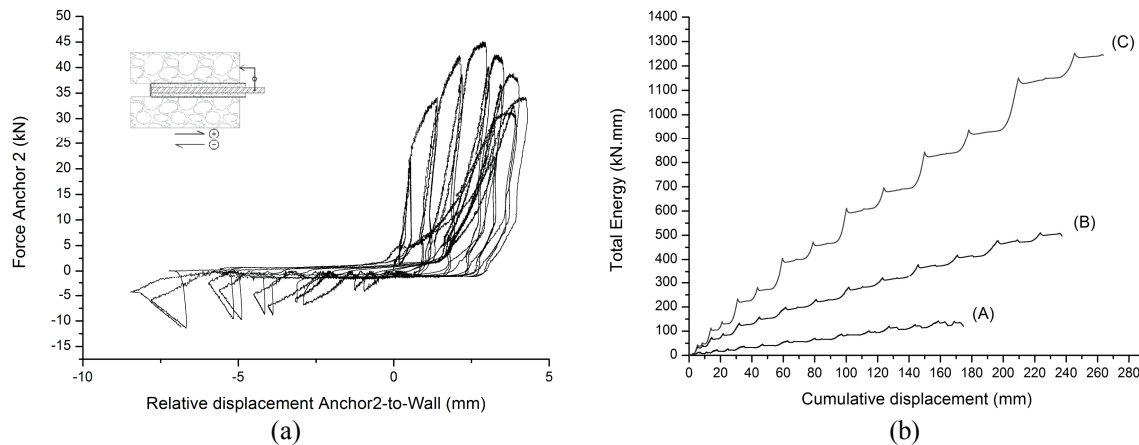 50
45
40
35
30
25
20
15
10
5
0
-5
-10
-15
-10 -5 0 5
Force Anchor 2 (kN)
Relative displacement Anchor2-to-Wall (mm)
+
-
(a)
1400
1300
1200
1100
1000
900
800
700
600
500
400
300
200
100
0
0 20 40 60 80 100 120 140 160 180 200 220 240 260 280
Total Energy (kN.mm)
Cumulative displacement (mm)
(C)
(B)
(A)
(b)